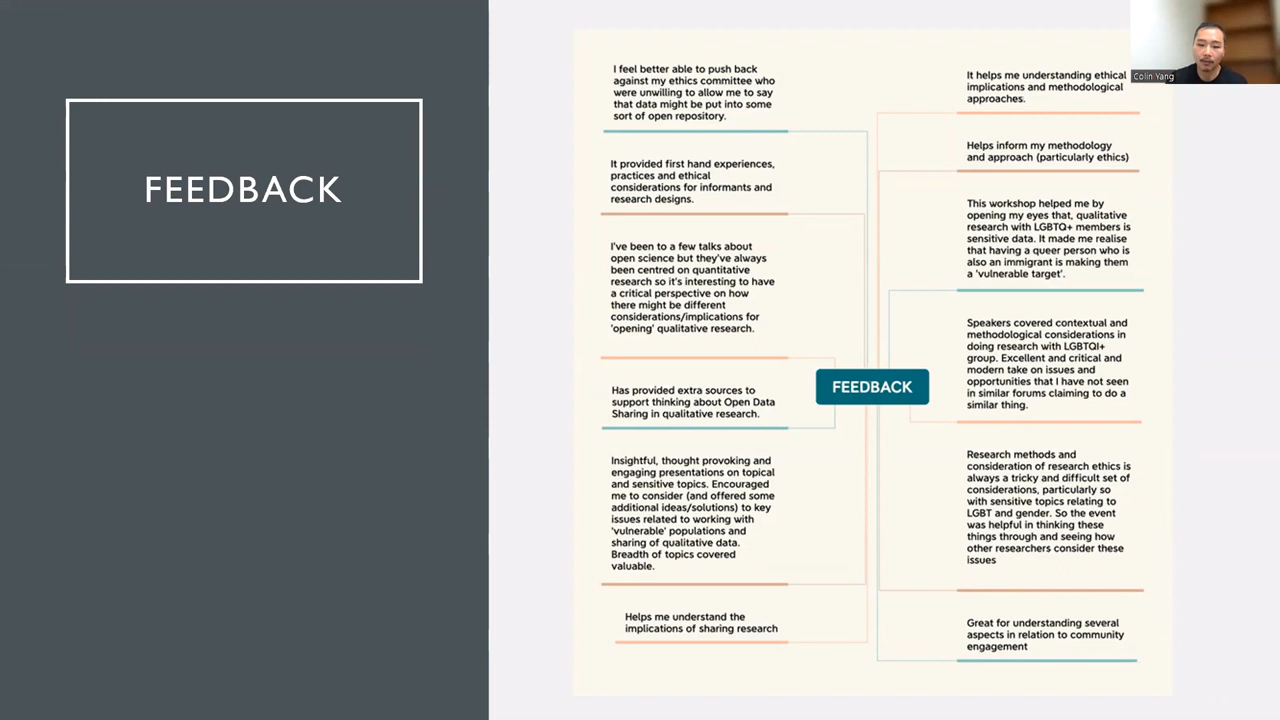 FEEDBACK
I feel better able to push back
against my ethics committee who
were unwilling to allow me to say
that data might be put into some
sort of open repository.
It provided first hand experiences,
practices and ethical
considerations for informants and
research designs.
I've been to a few talks about
open science but they've always
been centred on quantitative
research so it's interesting to have
a critical perspective on how
there might be different
considerations/implications for
'opening' qualitative research.
Has provided extra sources to
support thinking about Open Data
Sharing in qualitative research.
Insightful, thought provoking and
engaging presentations on topical
and sensitive topics. Encouraged
me to consider (and offered some
additional ideas/solutions) to key
issues related to working with
'vulnerable' populations and
sharing of qualitative data.
Breadth of topics covered
valuable.
Helps me understand the
implications of sharing research
FEEDBACK
It helps me understanding ethical
implications and methodological
approaches.
Helps inform my methodology
and approach (particularly ethics)
This workshop helped me by
opening my eyes that, qualitative
research with LGBTQ+ members is
sensitive data. It made me realise
that having a queer person who is
also an immigrant is making them
a 'vulnerable target'.
Speakers covered contextual and
methodological considerations in
doing research with LGBTQI+
group. Excellent and critical and
modern take on issues and
opportunities that I have not seen
in similar forums claiming to do a
similar thing.
Research methods and
consideration of research ethics is
always a tricky and difficult set of
considerations, particularly so
with sensitive topics relating to
LGBT and gender. So the event
was helpful in thinking these
things through and seeing how
other researchers consider these
issues
Great for understanding several
aspects in relation to community
engagement
Colin Yang